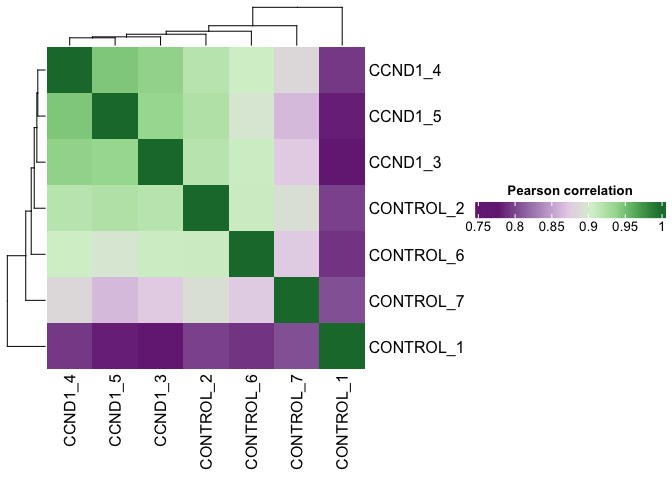 CCND1_4
CCND1_5
CCND1_3
CONTROL_2
CONTROL_6
CONTROL_7
CONTROL_1
Pearson correlation
0.75 0.8 0.85 0.9 0.95 1
CCND1_4
CCND1_5
CCND1_3
CONTROL_2
CONTROL_6
CONTROL_7
CONTROL_1